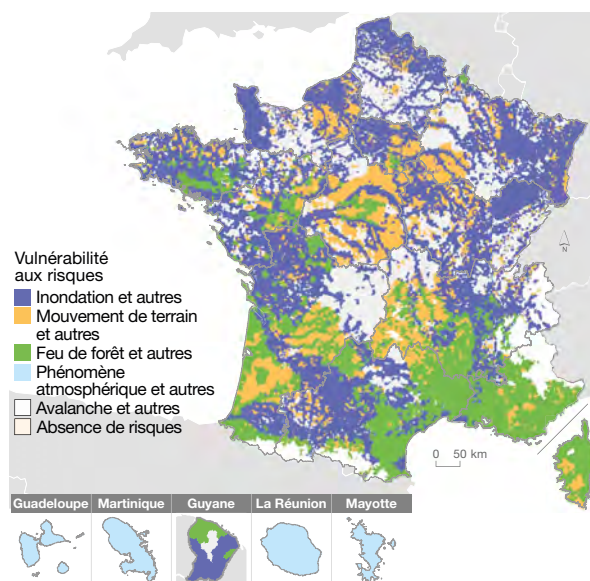 Vulnérabilité
aux risques
Inondation et autres
Mouvement de terrain
et autres
Feu de forêt et autres
Phénomène
atmosphérique et autres
Avalanche et autres
Absence de risques
N
0 50 km
Guadeloupe Martinique Guyane La Réunion Mayotte